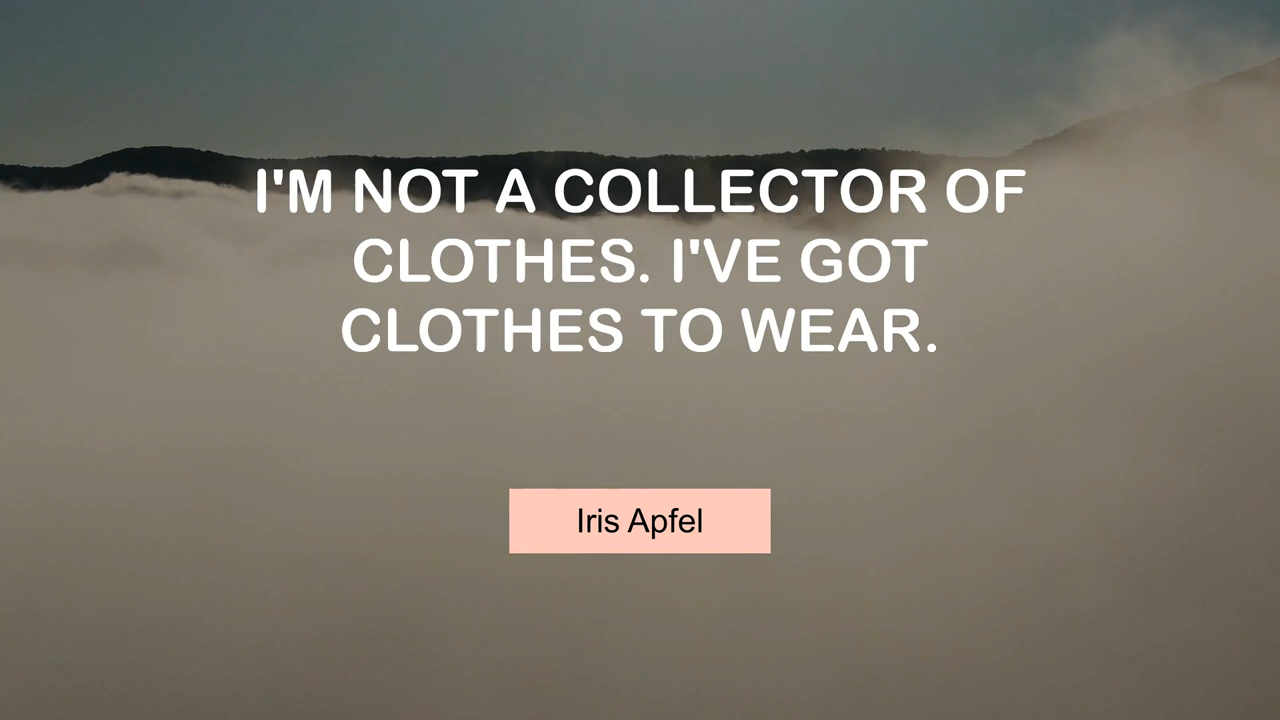 I'M NOT A COLLECTOR OF
CLOTHES. I'VE GOT
CLOTHES TO WEAR.
Iris Apfel